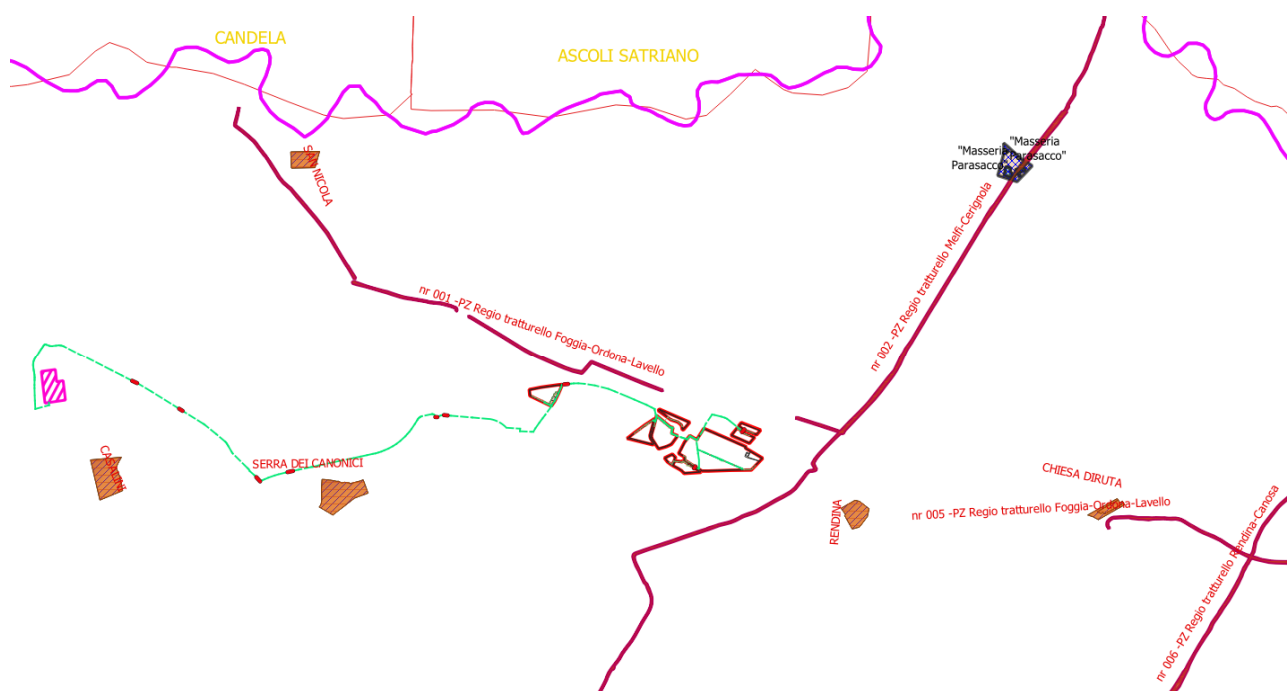 CANDELA
ASCOLI SATRIANO
SAN NICOLA
"Masseria
Parasacco"
"Masseria
Parasacco"
nr 001 -PZ Regio tratturello Foggia-Ordona-Lavello
nr 002 -PZ Regio tratturello Melfi-Cerignola
CASALINI
SERRA DEI CANONICI
RENDINA
CHIESA DIRUTA
nr 005 -PZ Regio tratturello Foggia-Ordona-Lavello
nr 006 -PZ Regio tratturello Rendina-Canosa